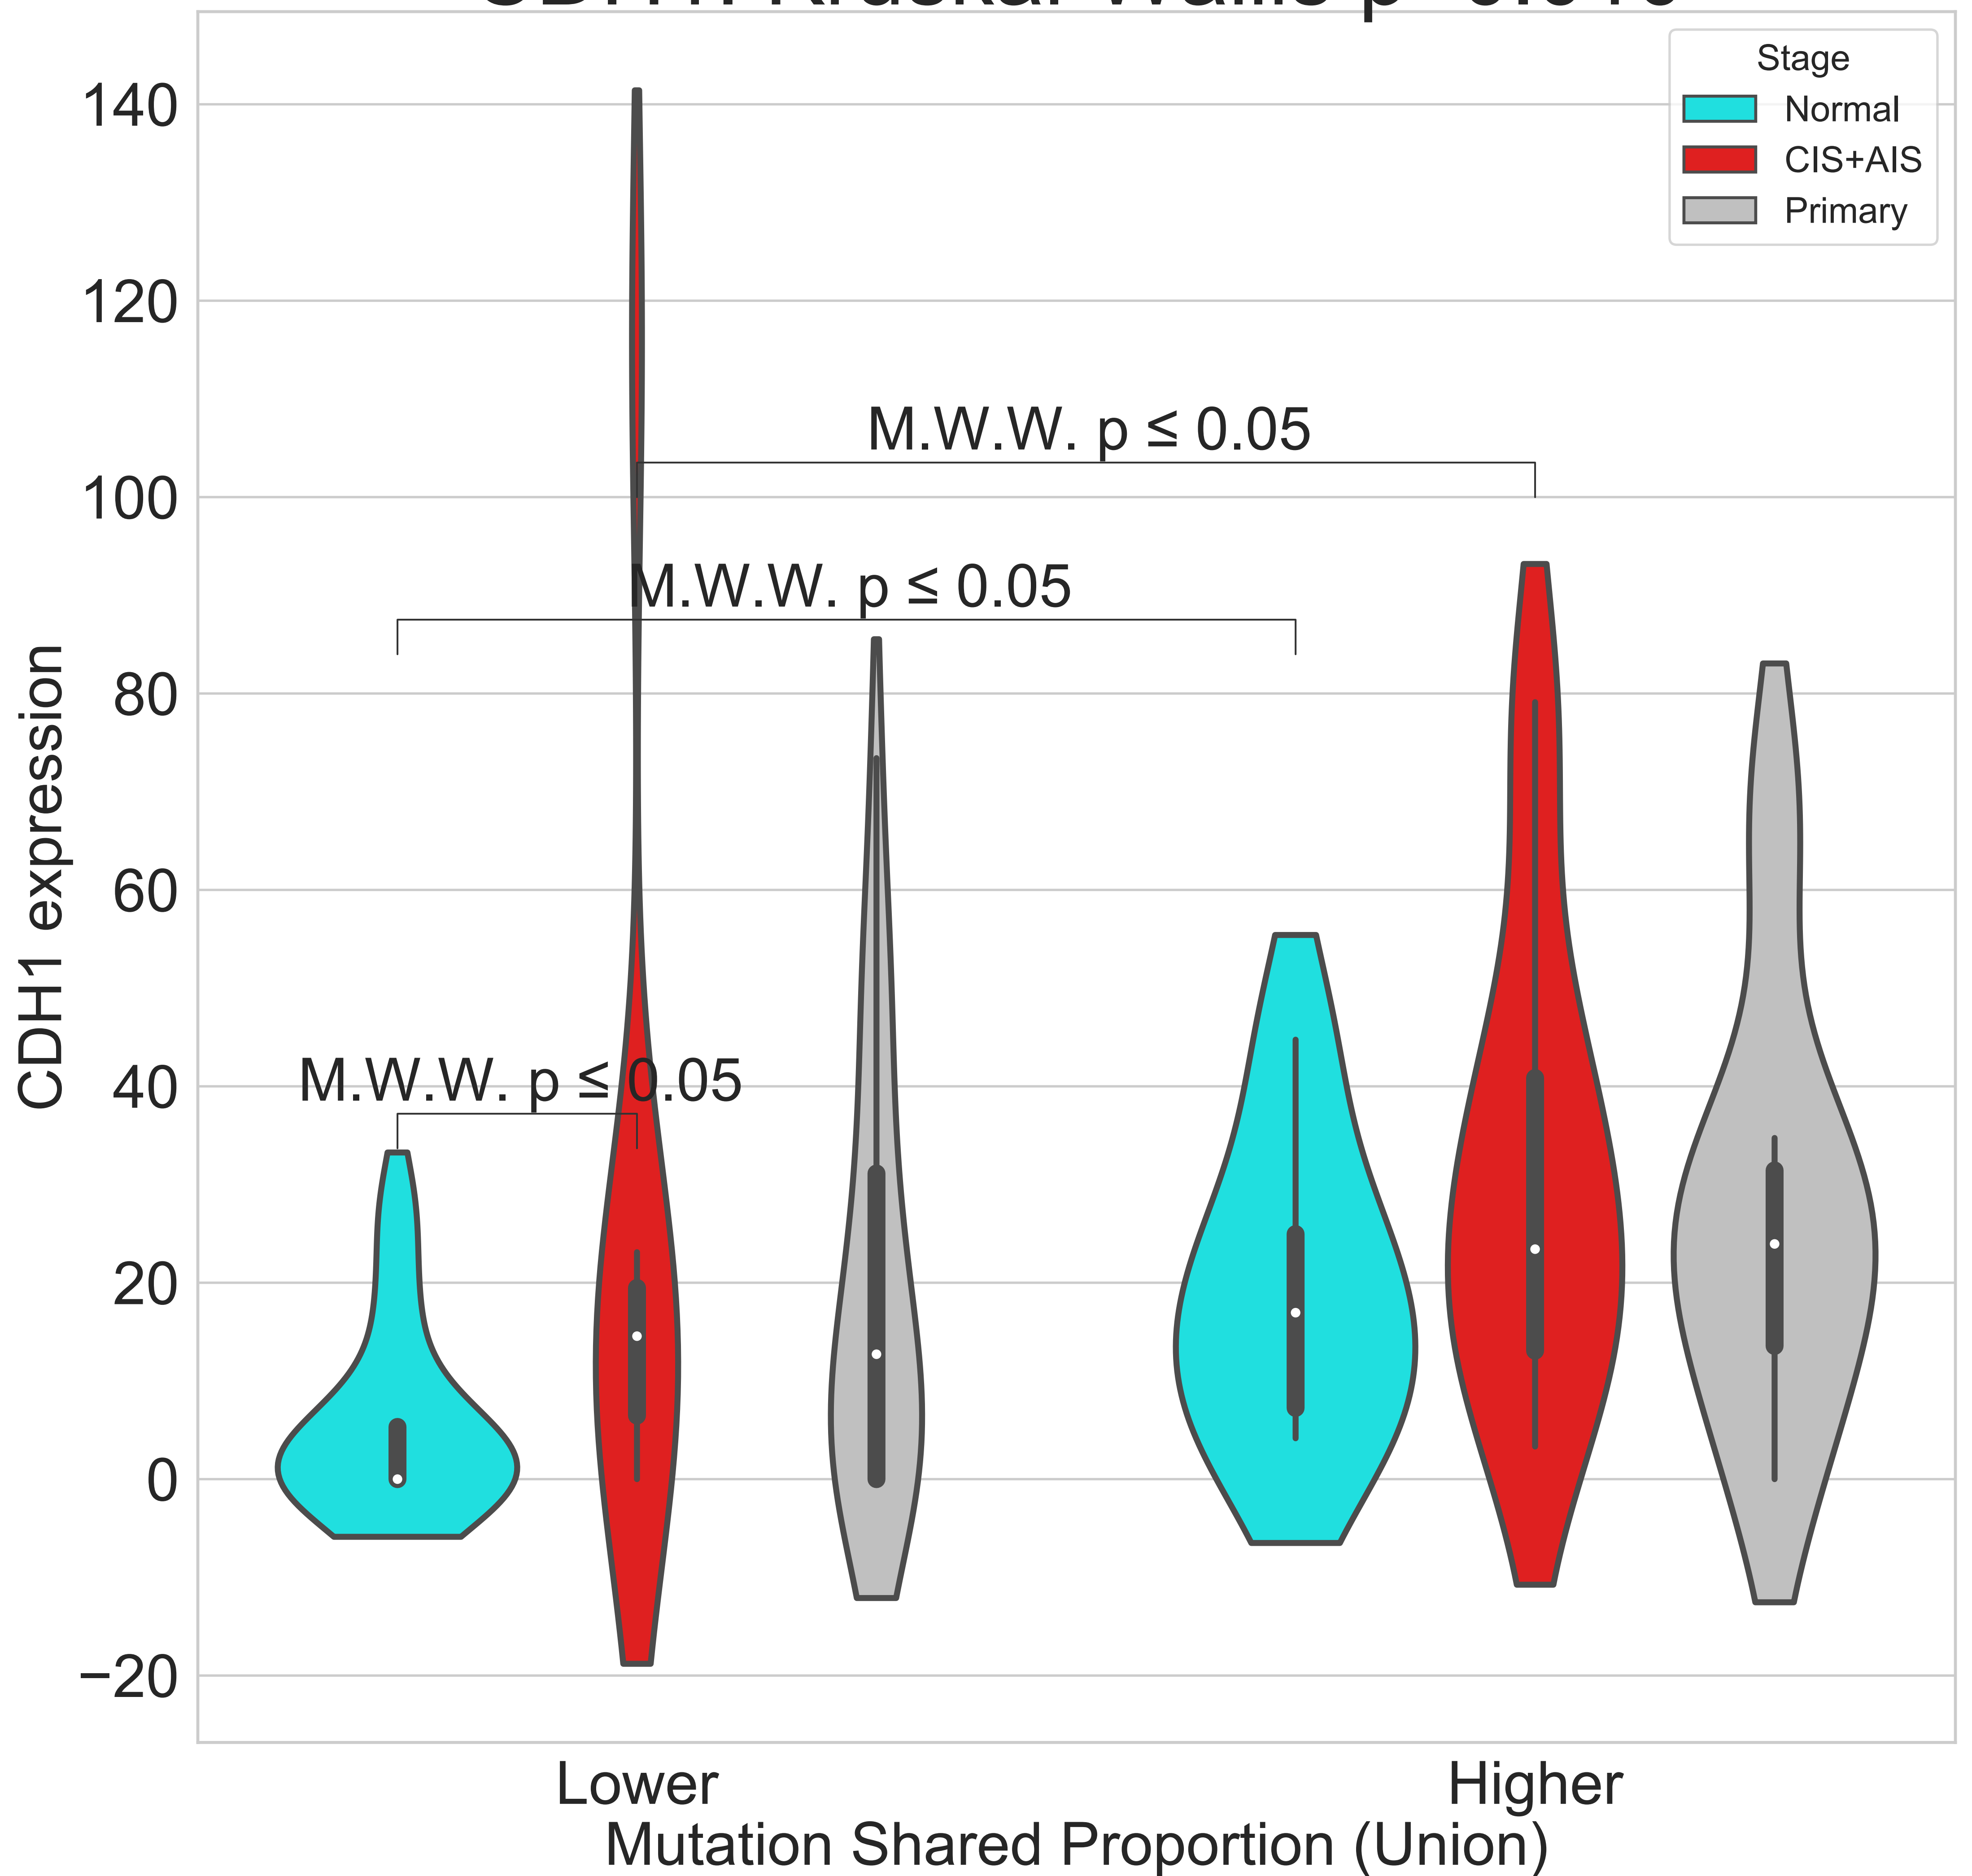 Stage
Normal
CIS+AIS
Primary
140
120
100
80
60
40
20
0
−20
CDH1 expression
M.W.W. p ≤ 0.05
M.W.W. p ≤ 0.05
M.W.W. p ≤ 0.05
Lower
Higher
Mutation Shared Proportion (Union)